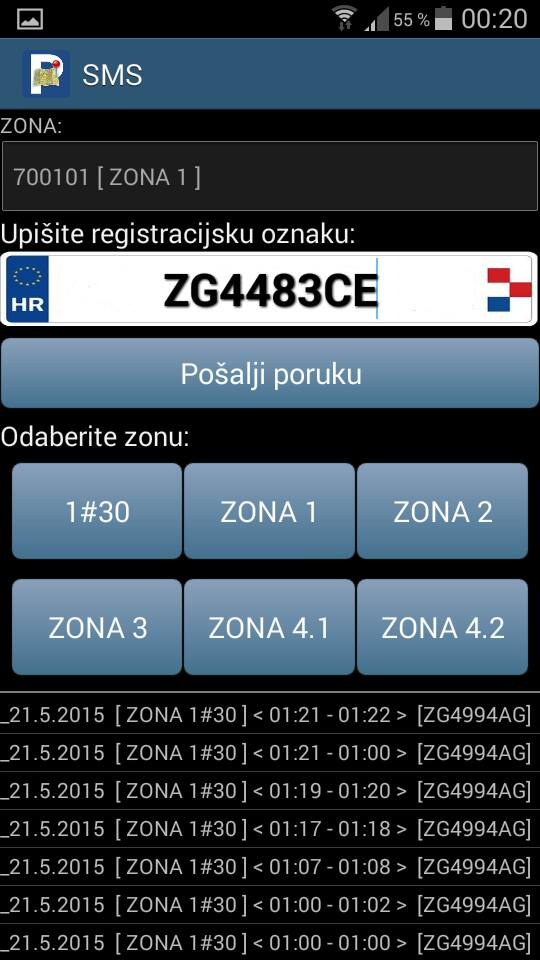 55 % 00:20
SMS
ZONA:
700101 [ ZONA 1 ]
Upišite registracijsku oznaku:
HR ZG4483CE
Pošalji poruku
Odaberite zonu:
1#30 ZONA 1 ZONA 2
ZONA 3 ZONA 4.1 ZONA 4.2
_21.5.2015 [ ZONA 1#30 ] < 01:21 - 01:22 > [ZG4994AG]
_21.5.2015 [ ZONA 1#30 ] < 01:21 - 01:00 > [ZG4994AG]
_21.5.2015 [ ZONA 1#30 ] < 01:19 - 01:20 > [ZG4994AG]
_21.5.2015 [ ZONA 1#30 ] < 01:17 - 01:18 > [ZG4994AG]
_21.5.2015 [ ZONA 1#30 ] < 01:07 - 01:08 > [ZG4994AG]
_21.5.2015 [ ZONA 1#30 ] < 01:00 - 01:02 > [ZG4994AG]
_21.5.2015 [ ZONA 1#30 ] < 01:00 - 01:00 > [ZG4994AG]